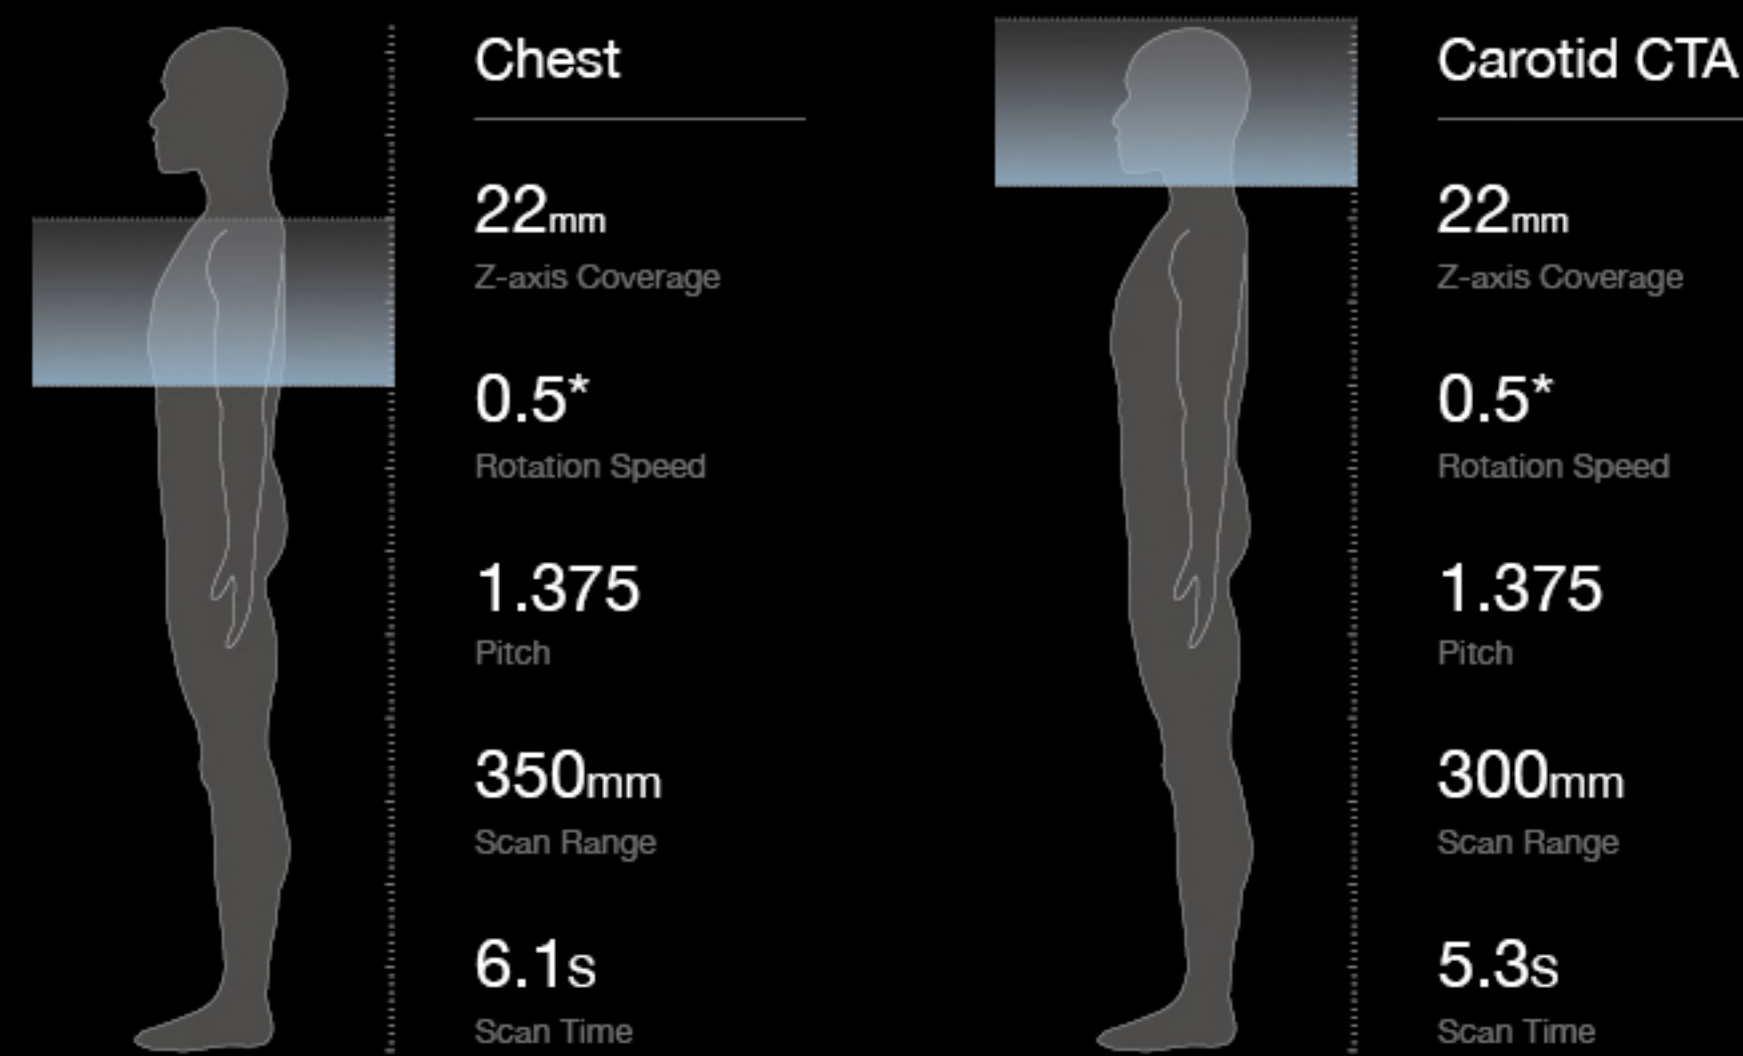 Chest
22mm
Z-axis Coverage
0.5*
Rotation Speed
1.375
Pitch
350mm
Scan Range
6.1s
Scan Time
Carotid CTA
22mm
Z-axis Coverage
0.5*
Rotation Speed
1.375
Pitch
300mm
Scan Range
5.3s
Scan Time